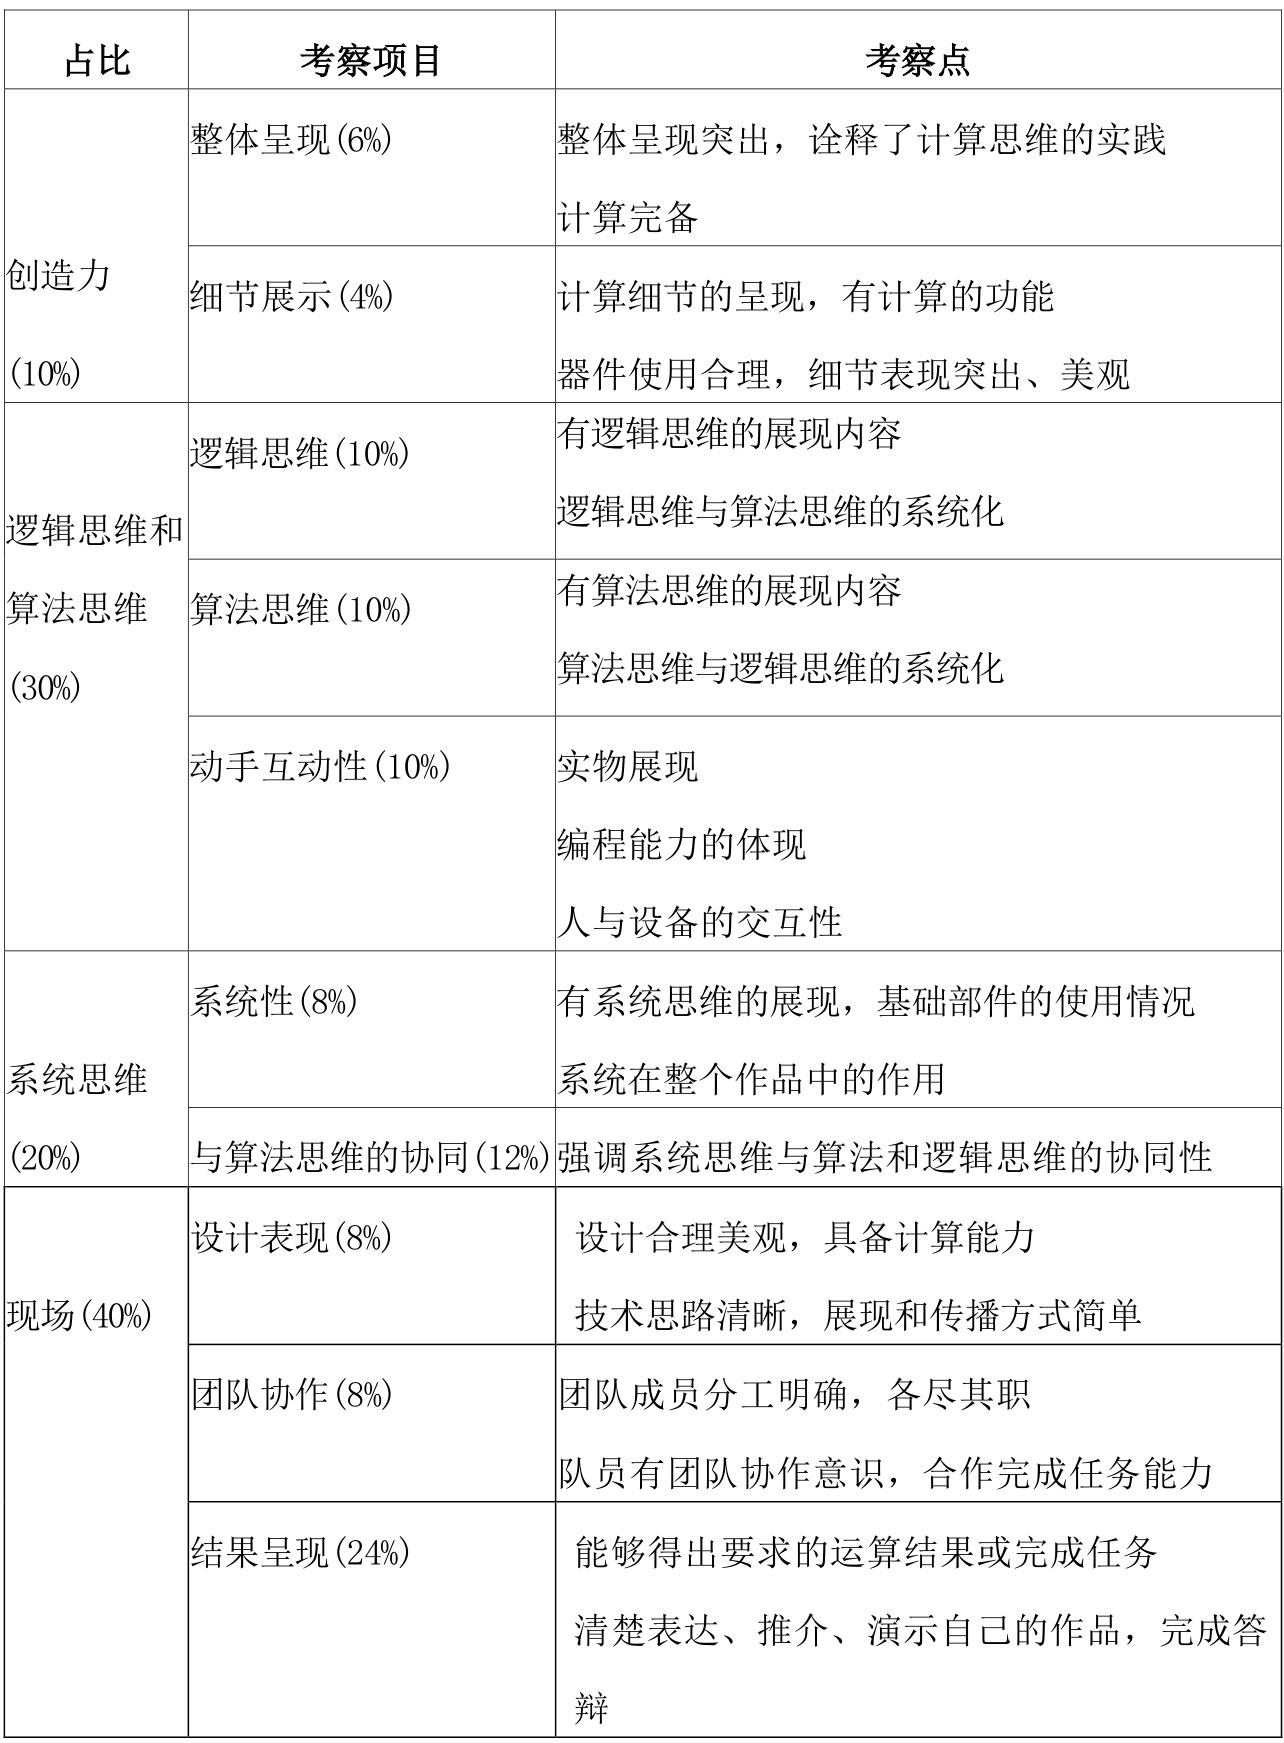 占比 考察项目 考察点
创造力
(10%)
整体呈现(6%)
整体呈现突出，诠释了计算思维的实践
计算完备
细节展示(4%)
计算细节的呈现，有计算的功能
器件使用合理，细节表现突出、美观
逻辑思维和
算法思维
(30%)
逻辑思维(10%)
有逻辑思维的展现内容
逻辑思维与算法思维的系统化
算法思维(10%)
有算法思维的展现内容
算法思维与逻辑思维的系统化
动手互动性(10%)
实物展现
编程能力的体现
人与设备的交互性
系统思维
(20%)
系统性(8%)
有系统思维的展现，基础部件的使用情况
系统在整个作品中的作用
与算法思维的协同(12%)
强调系统思维与算法和逻辑思维的协同性
现场(40%)
设计表现(8%)
设计合理美观，具备计算能力
技术思路清晰，展现和传播方式简单
团队协作(8%)
团队成员分工明确，各尽其职
队员有团队协作意识，合作完成任务能力
结果呈现(24%)
能够得出要求的运算结果或完成任务
清楚表达、推介、演示自己的作品，完成答
辩